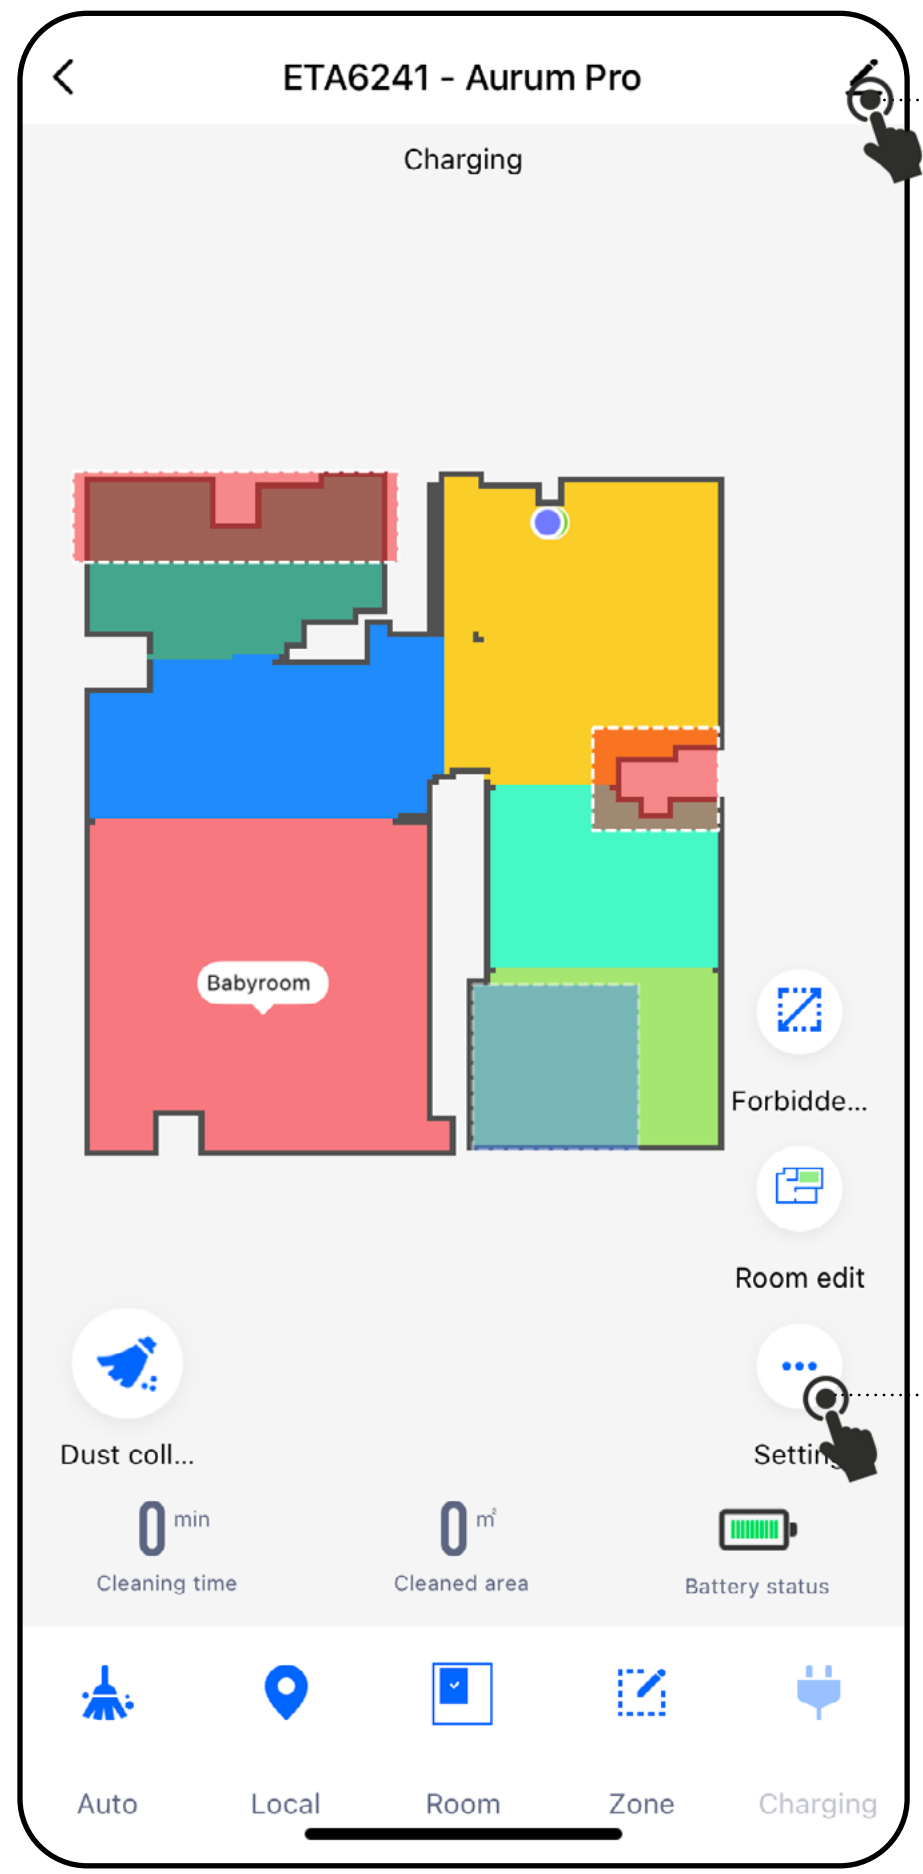 ETA6241 - Aurum Pro
Charging
Babyroom
Forbidde...
Room edit
Dust coll...
Setting
0 min
0 m²
Cleaning time
Cleaned area
Battery status
Auto
Local
Room
Zone
Charging